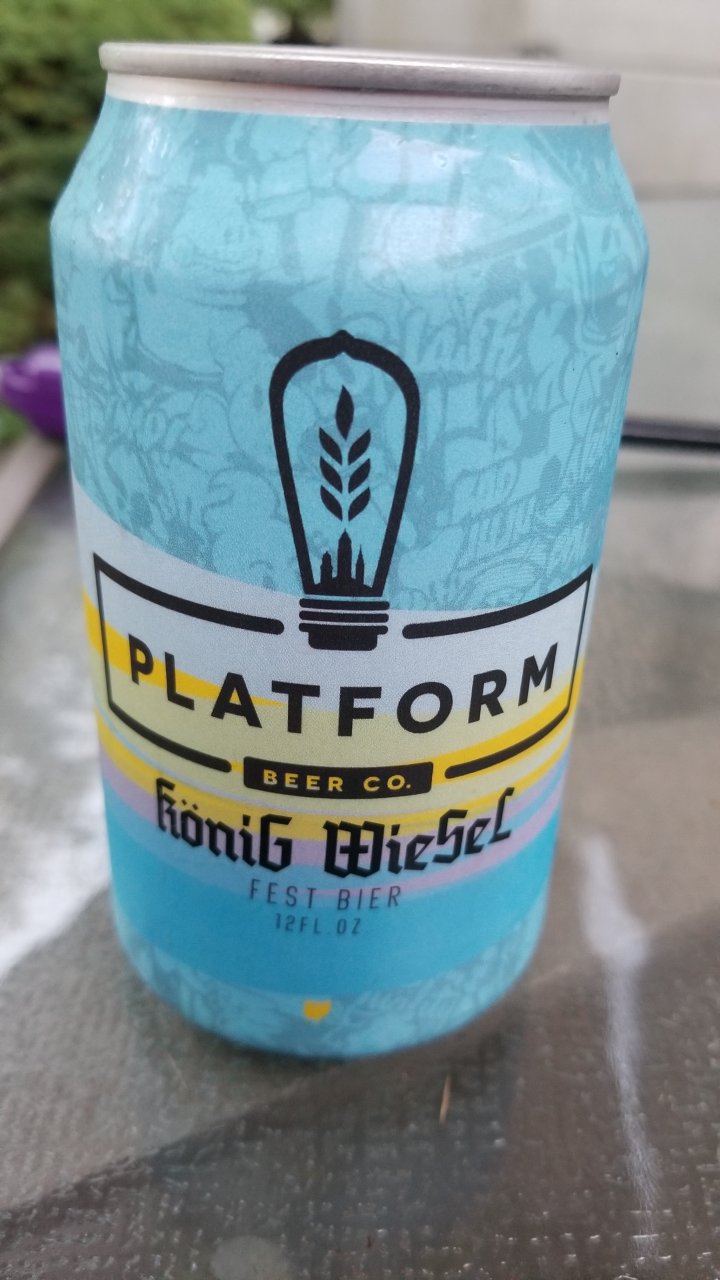 PLATFORM
BEER CO.
König Wiesel
FEST BIER
12FL.OZ